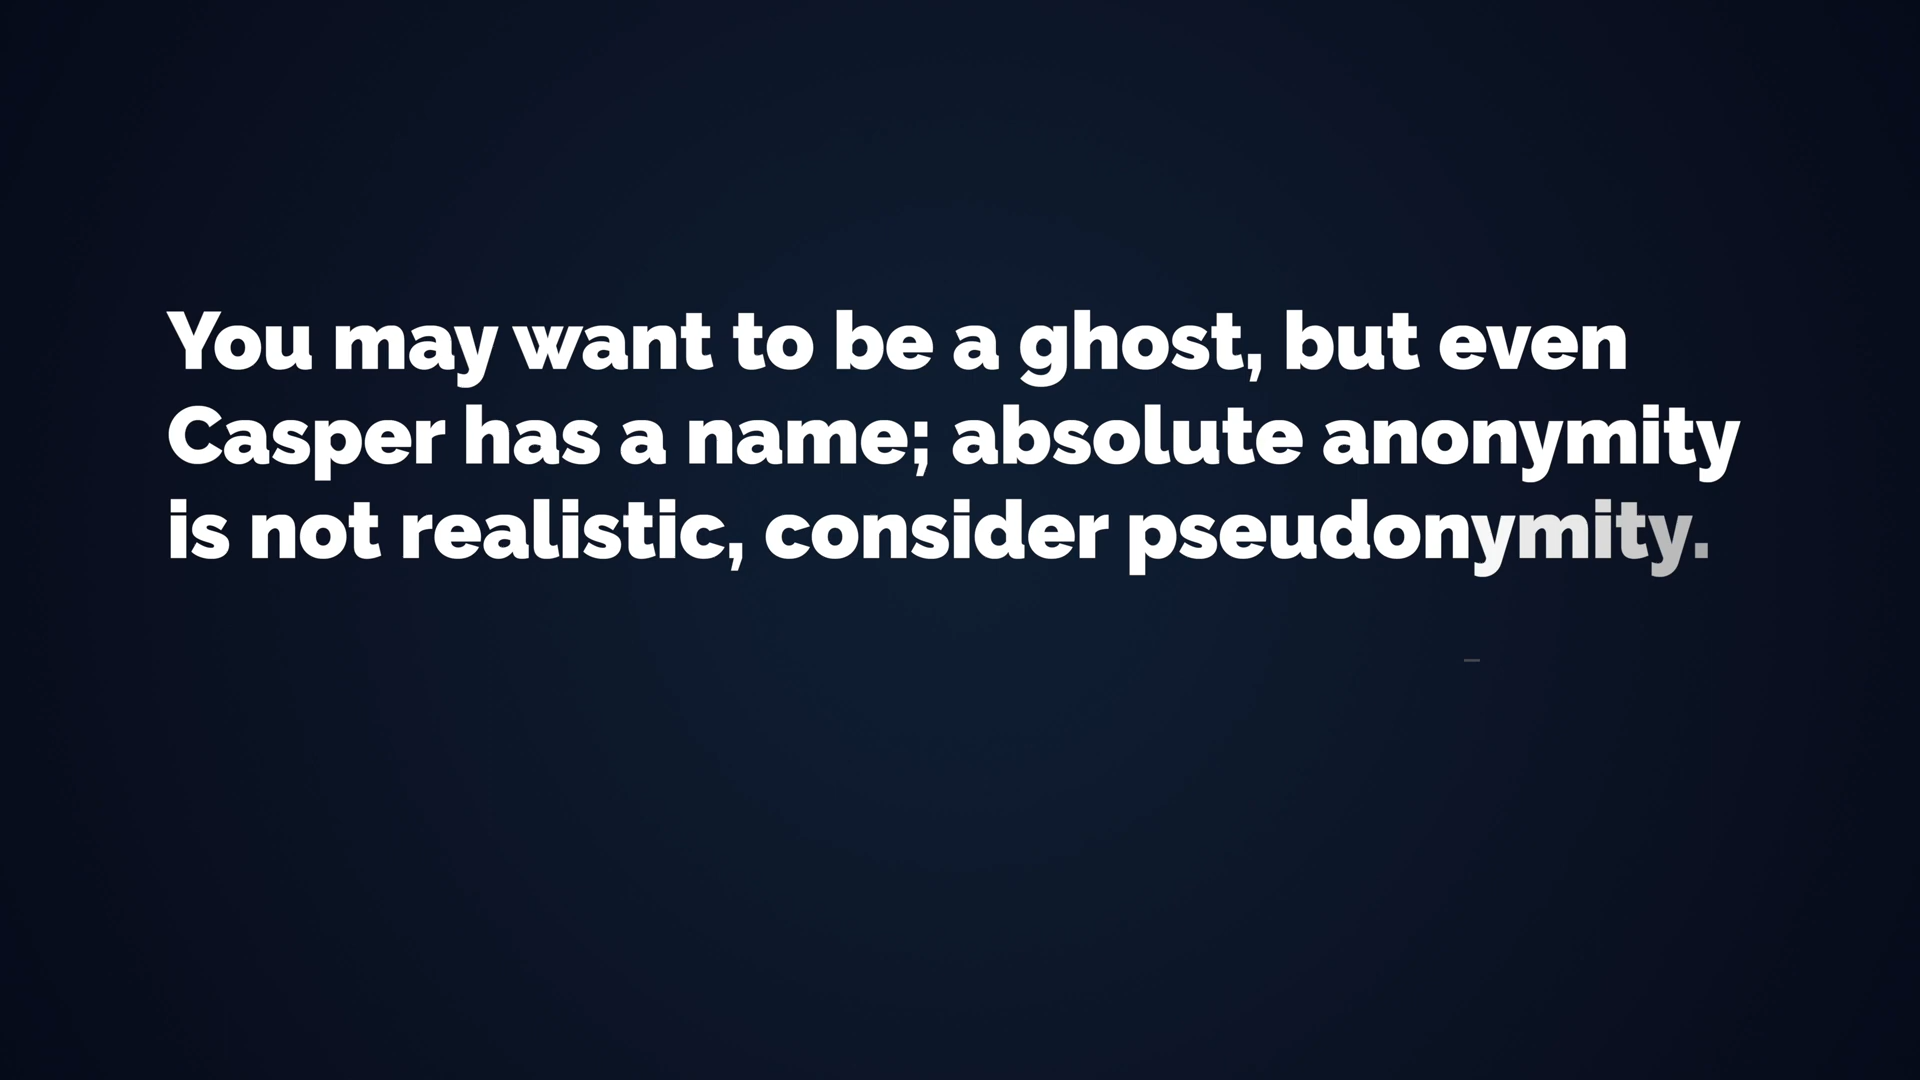 You may want to be a ghost, but even
Casper has a name; absolute anonymity
is not realistic, consider pseudonymity.